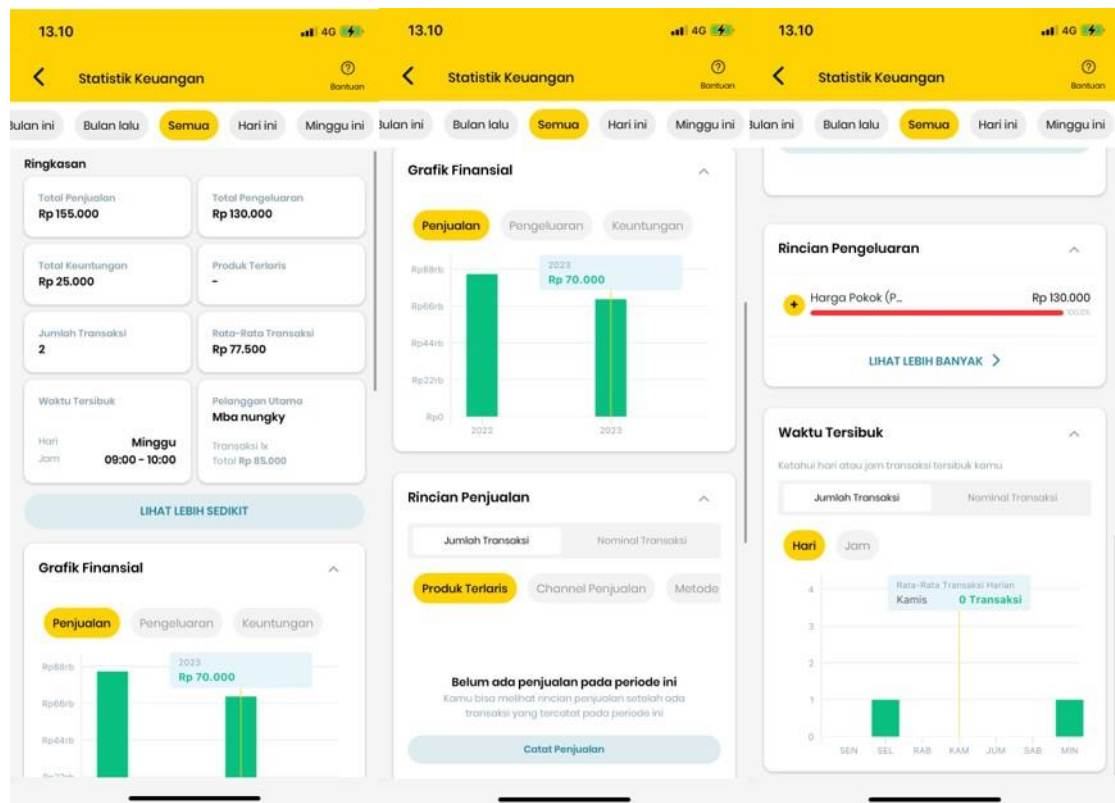 13.10
4G
Statistik Keuangan
Bantuan
Bulan ini
Bulan lalu
Semua
Hari ini
Minggu ini
Ringkasan
Total Penjualan
Rp 155.000
Total Pengeluaran
Rp 130.000
Total Keuntungan
Rp 25.000
Produk Terlaris
-
Jumlah Transaksi
2
Rata-Rata Transaksi
Rp 77.500
Waktu Tersibuk
Hari Minggu
Jam 09:00 - 10:00
Pelanggan Utama
Mba nungky
Transaksi 1x
Total Rp 85.000
LIHAT LEBIH SEDIKIT
Grafik Finansial
Penjualan
Pengeluaran
Keuntungan
Rp88rb
2023
Rp 70.000
Rp66rb
Rp44rb
Rp22rb
13.10
4G
Statistik Keuangan
Bantuan
Bulan ini
Bulan lalu
Semua
Hari ini
Minggu ini
Grafik Finansial
Penjualan
Pengeluaran
Keuntungan
Rp88rb
2023
Rp 70.000
Rp66rb
Rp44rb
Rp22rb
Rp0
2022
2023
Rincian Penjualan
Jumlah Transaksi
Nominal Transaksi
Produk Terlaris
Channel Penjualan
Metode
Belum ada penjualan pada periode ini
Kamu bisa melihat rincian penjualan setelah ada
transaksi yang tercatat pada periode ini
Catat Penjualan
13.10
4G
Statistik Keuangan
Bantuan
Bulan ini
Bulan lalu
Semua
Hari ini
Minggu ini
Rincian Pengeluaran
Harga Pokok (P...
Rp 130.000
100.0%
LIHAT LEBIH BANYAK
Waktu Tersibuk
Ketahui hari atau jam transaksi tersibuk kamu
Jumlah Transaksi
Nominal Transaksi
Hari
Jam
Rata-Rata Transaksi Harian
Kamis 0 Transaksi
4
3
2
1
0
SEN SEL RAB KAM JUM SAB MIN